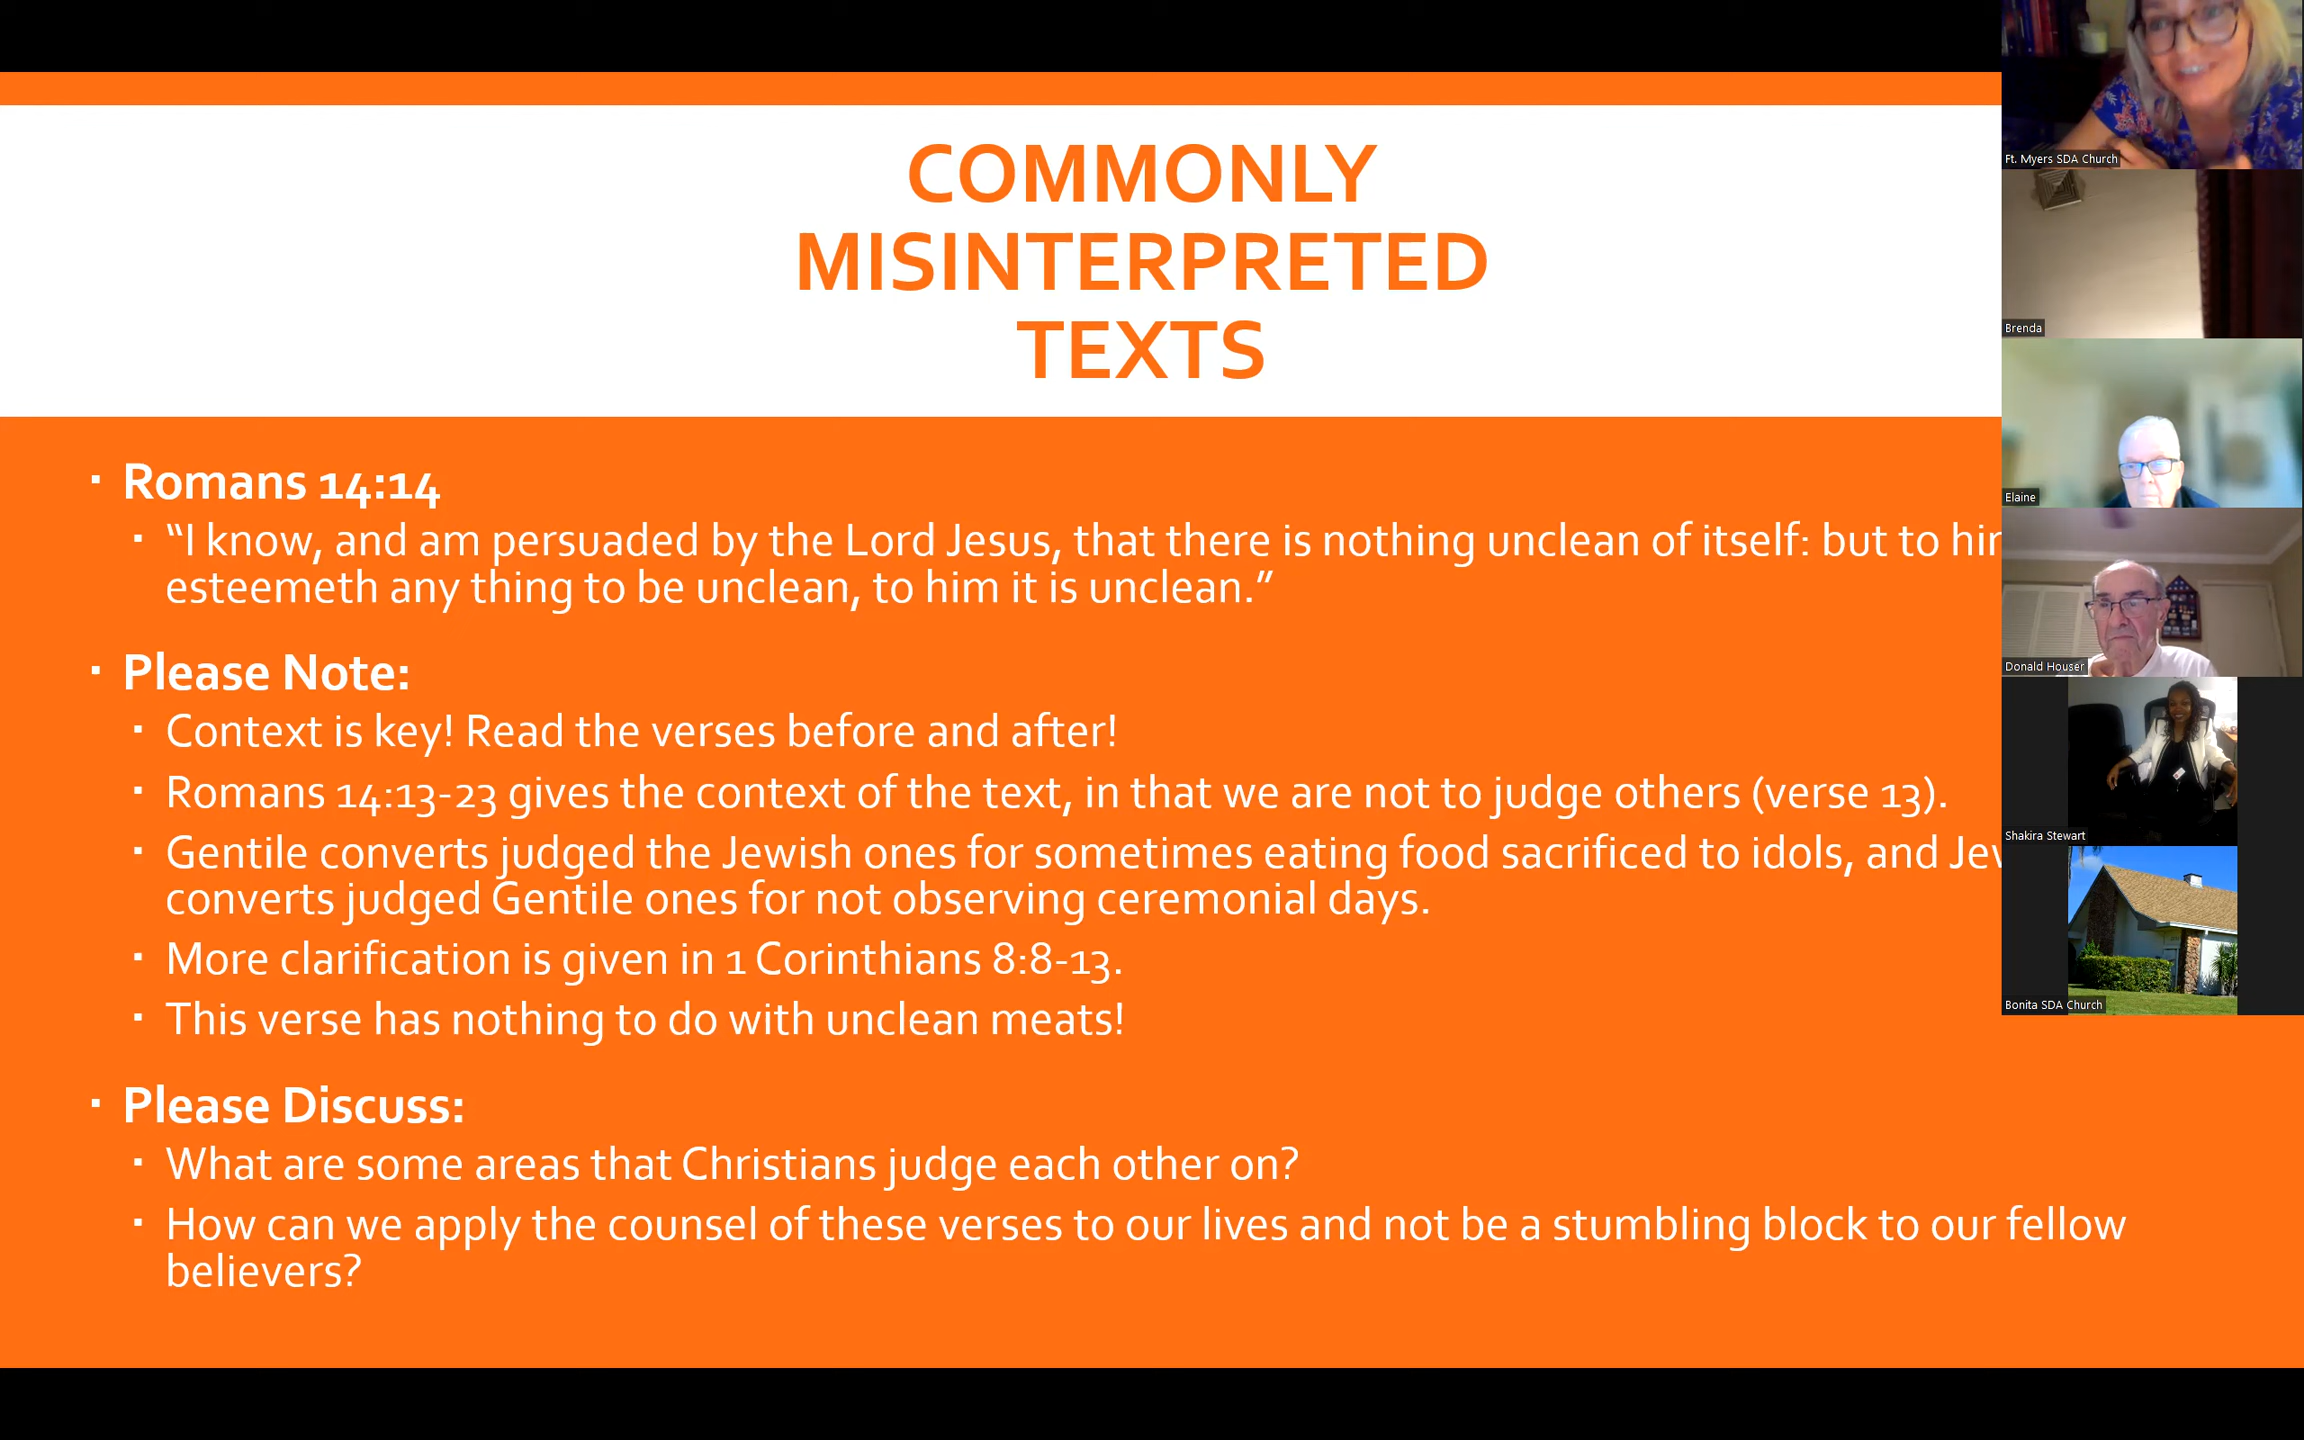 COMMONLY
MISINTERPRETED
TEXTS
Romans 14:14
"I know, and am persuaded by the Lord Jesus, that there is nothing unclean of itself: but to
esteemeth any thing to be unclean, to him it is unclean."
Please Note:
Context is key! Read the verses before and after!
Romans 14:13-23 gives the context of the text, in that we are not to judge others (verse 13).
Gentile converts judged the Jewish ones for sometimes eating food sacrificed to idols, and
converts judged Gentile ones for not observing ceremonial days.
More clarification is given in 1 Corinthians 8:8-13.
This verse has nothing to do with unclean meats!
Please Discuss:
What are some areas that Christians judge each other on?
How can we apply the counsel of these verses to our lives and not be a stumbling block to our fellow
believers?
Ft. Myers SDA Church
Brenda
Elaine
Donald Houser
Shakira Stewart
Bonita SDA Church